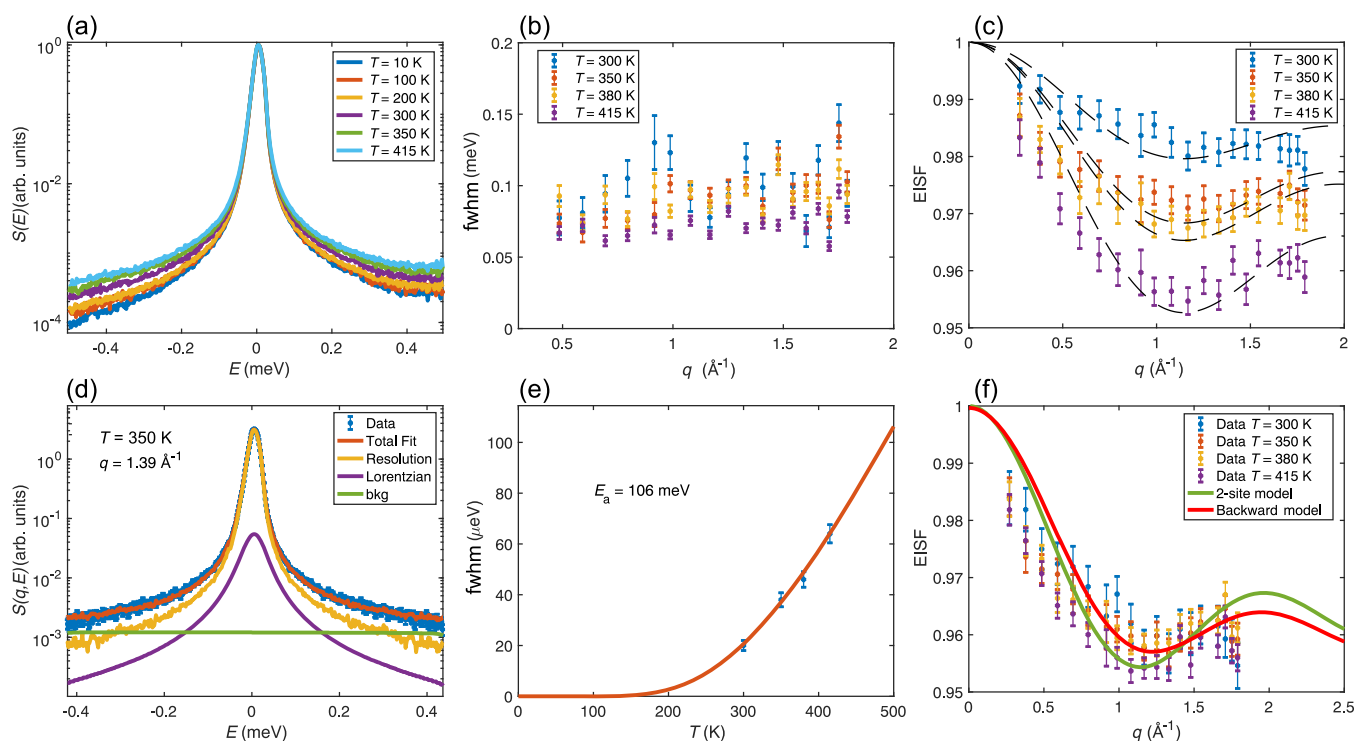 (a)
S(E)(arb. units)
10⁰
10⁻²
10⁻⁴
T = 10 K
T = 100 K
T = 200 K
T = 300 K
T = 350 K
T = 415 K
-0.4 -0.2 0 0.2 0.4
E (meV)
(b)
fwhm (meV)
0.2
0.15
0.1
0.05
0
T = 300 K
T = 350 K
T = 380 K
T = 415 K
0.5 1 1.5 2
q (Å⁻¹)
(c)
EISF
1
0.99
0.98
0.97
0.96
0.95
T = 300 K
T = 350 K
T = 380 K
T = 415 K
0 0.5 1 1.5 2
q (Å⁻¹)
(d)
S(q,E)(arb. units)
10⁰
10⁻¹
10⁻²
10⁻³
T = 350 K
q = 1.39 Å⁻¹
Data
Total Fit
Resolution
Lorentzian
bkg
-0.4 -0.2 0 0.2 0.4
E (meV)
(e)
fwhm (μeV)
100
80
60
40
20
0
Eₐ = 106 meV
0 100 200 300 400 500
T (K)
(f)
EISF
1
0.99
0.98
0.97
0.96
0.95
Data T = 300 K
Data T = 350 K
Data T = 380 K
Data T = 415 K
2-site model
Backward model
0 0.5 1 1.5 2 2.5
q (Å⁻¹)